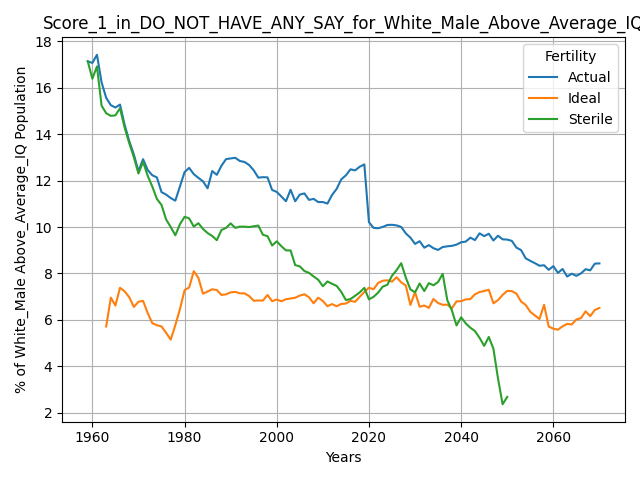 Score_1_in_DO_NOT_HAVE_ANY_SAY_for_White_Male_Above_Average_IQ
% of White_Male Above_Average_IQ Population
18
16
14
12
10
8
6
4
2
Fertility
Actual
Ideal
Sterile
1960 1980 2000 2020 2040 2060
Years